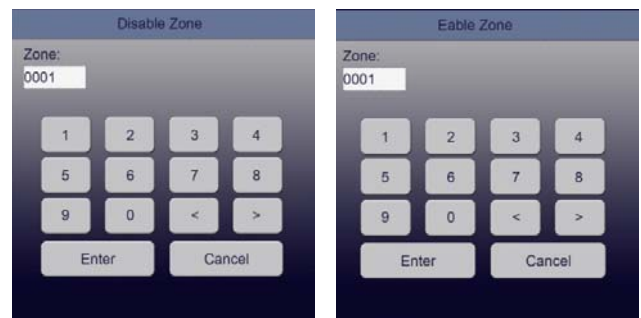 Disable Zone
Zone:
0001
1 2 3 4
5 6 7 8
9 0 < >
Enter Cancel
Eable Zone
Zone:
0001
1 2 3 4
5 6 7 8
9 0 < >
Enter Cancel